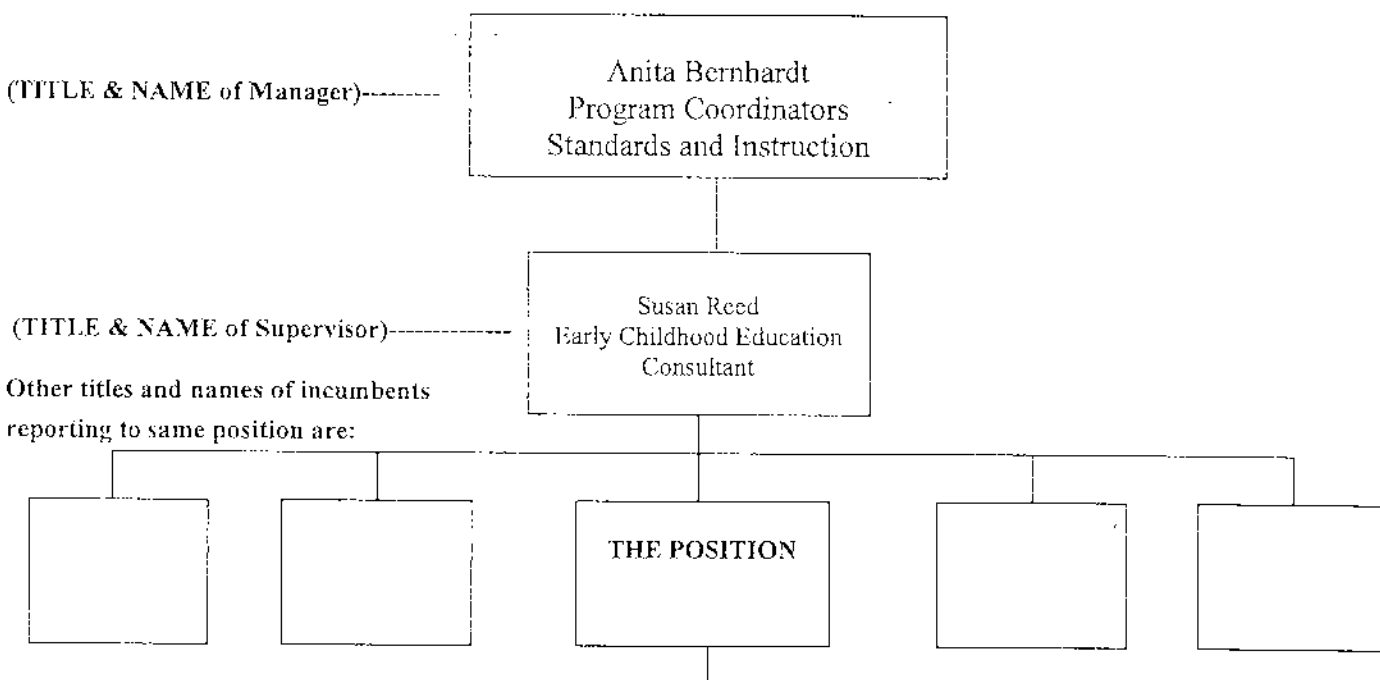 (TITLE & NAME of Manager)---------
Anita Bernhardt
Program Coordinators
Standards and Instruction
(TITLE & NAME of Supervisor)------------
Susan Reed
Early Childhood Education
Consultant
Other titles and names of incumbents
reporting to same position are:
THE POSITION